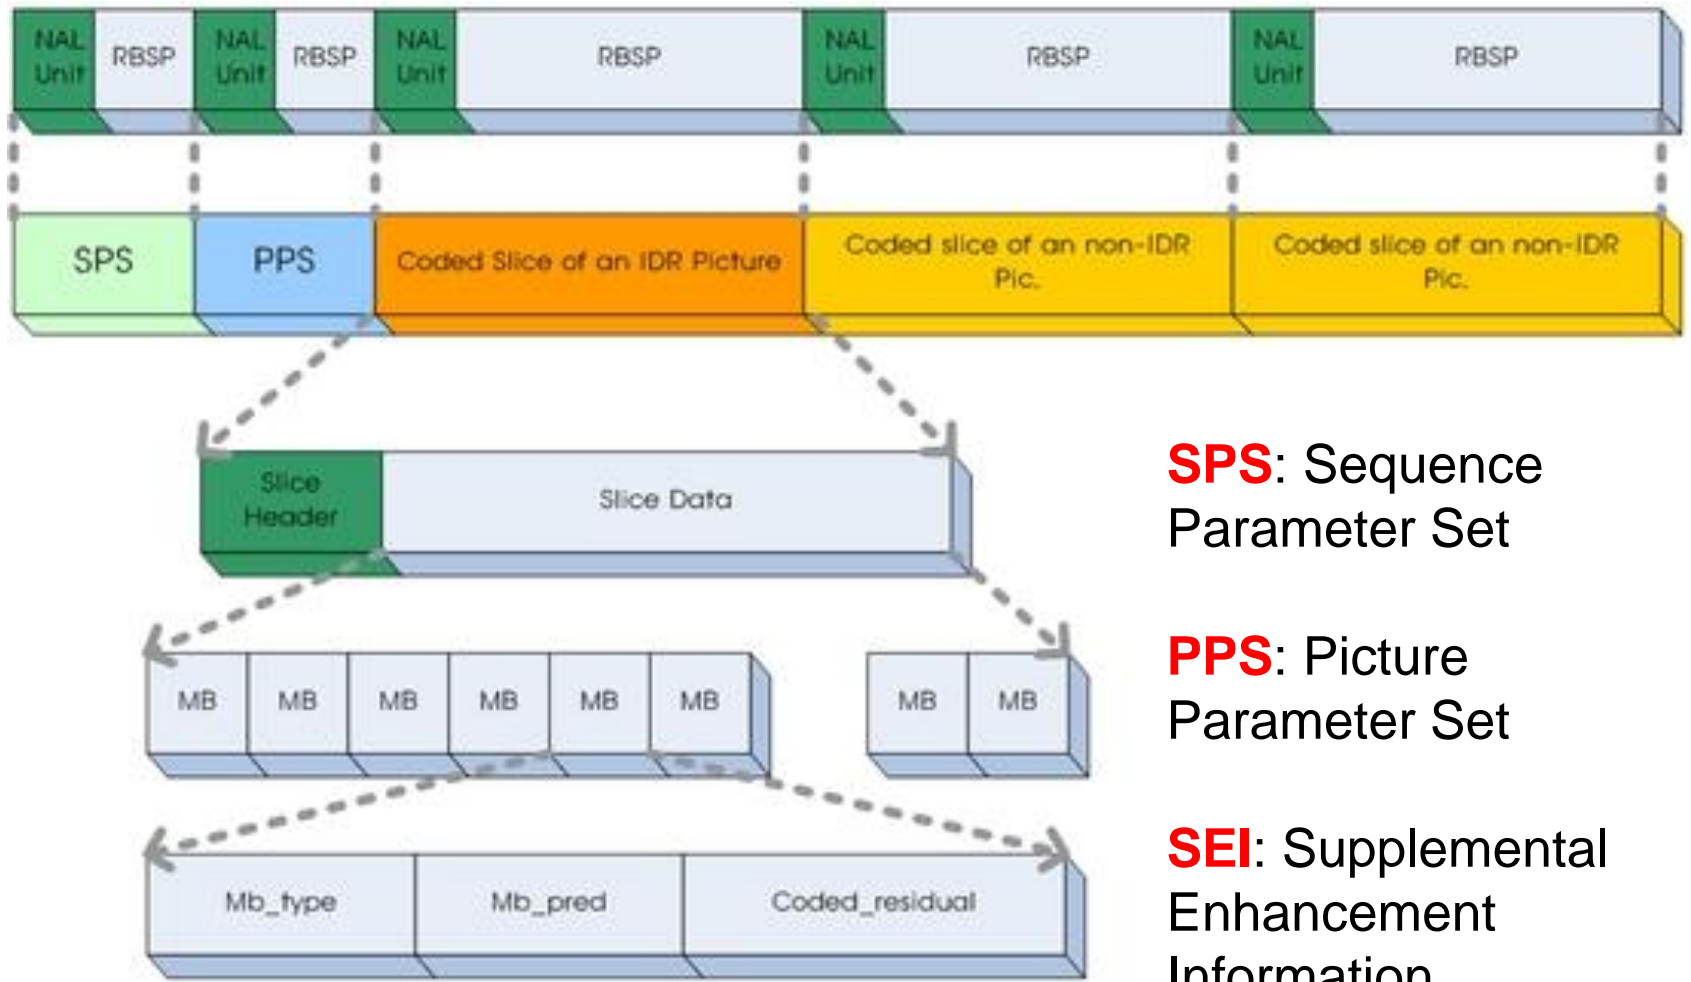 NAL Unit RBSP NAL Unit RBSP NAL Unit RBSP NAL Unit RBSP NAL Unit RBSP
SPS PPS Coded Slice of an IDR Picture Coded slice of an non-IDR Pic. Coded slice of an non-IDR Pic.
Slice Header Slice Data
MB MB MB MB MB MB MB MB
Mb_type Mb_pred Coded_residual
SPS: Sequence
Parameter Set
PPS: Picture
Parameter Set
SEI: Supplemental
Enhancement
Information